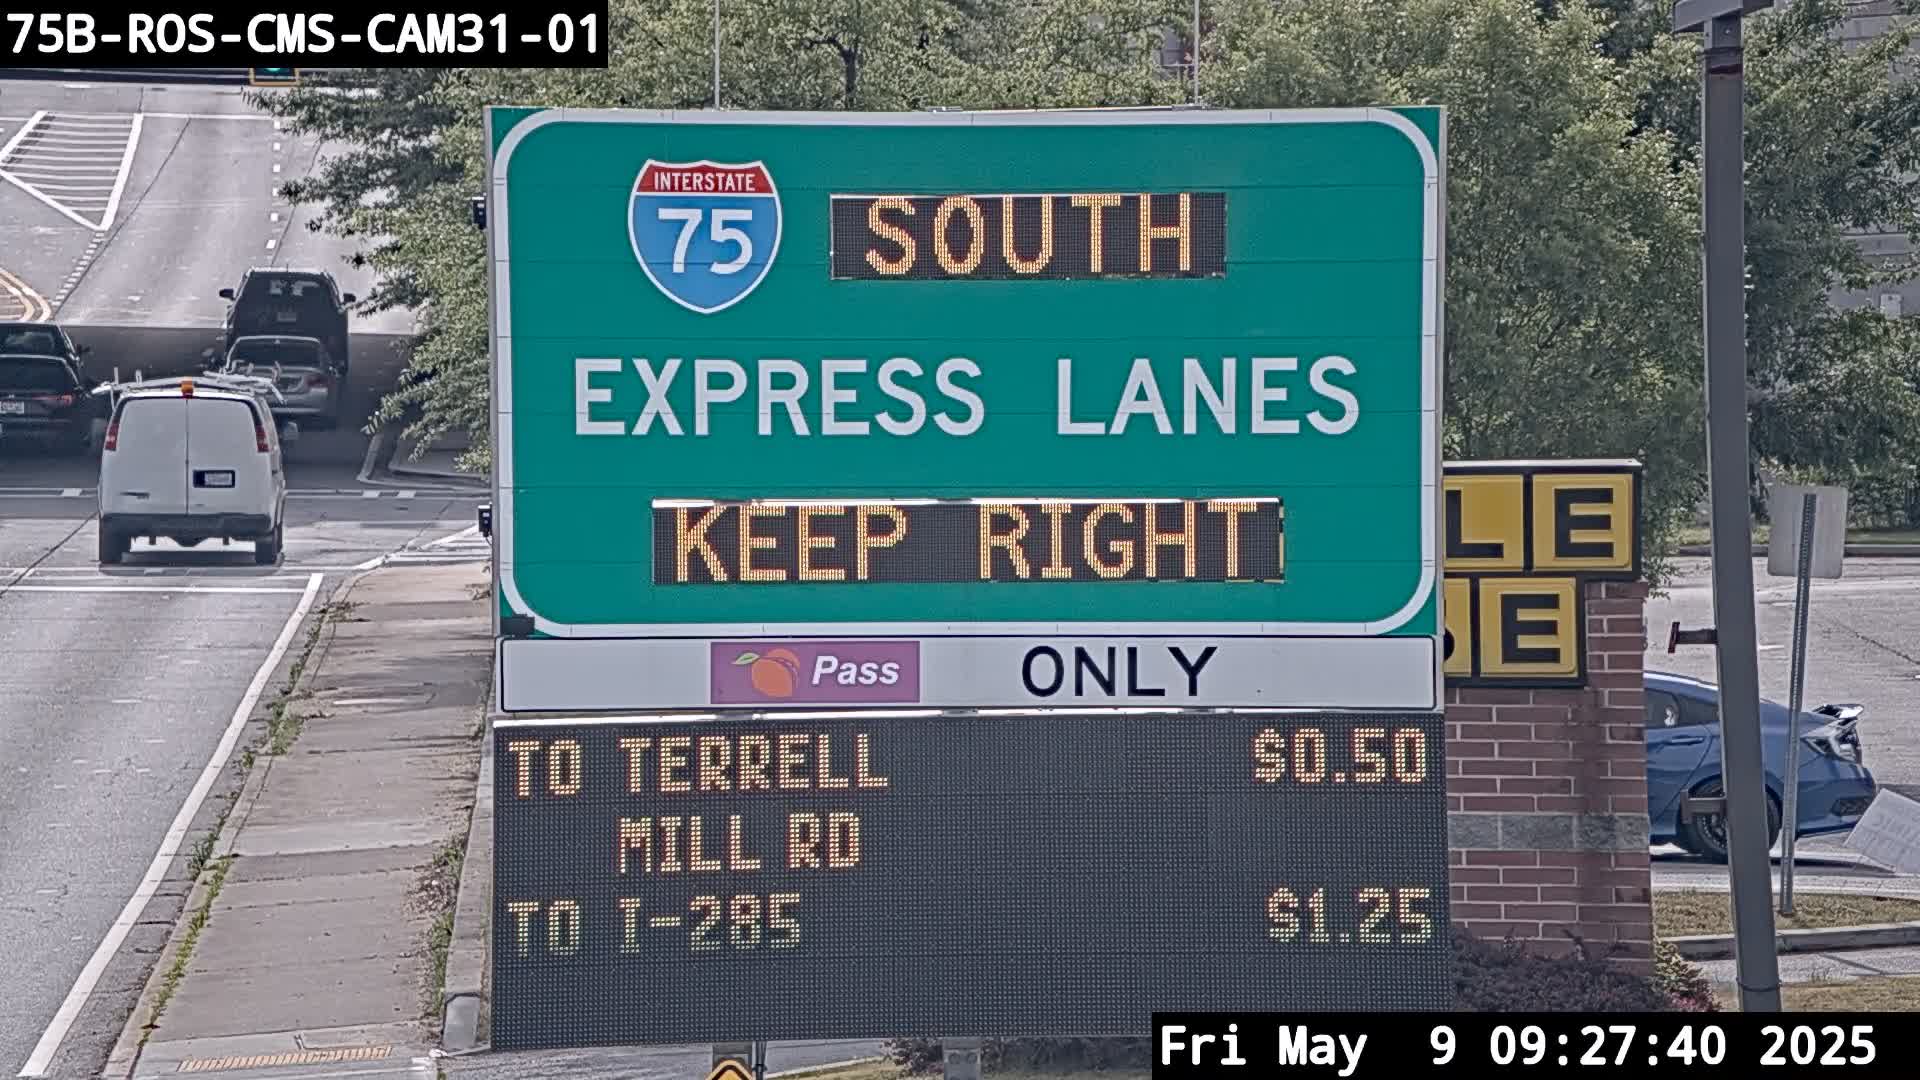 75B-ROS-CMS-CAM31-01
INTERSTATE
75
SOUTH
EXPRESS LANES
KEEP RIGHT
Pass ONLY
TO TERRELL $0.50
MILL RD
TO I-285 $1.25
LE
E
Fri May 9 09:27:40 2025